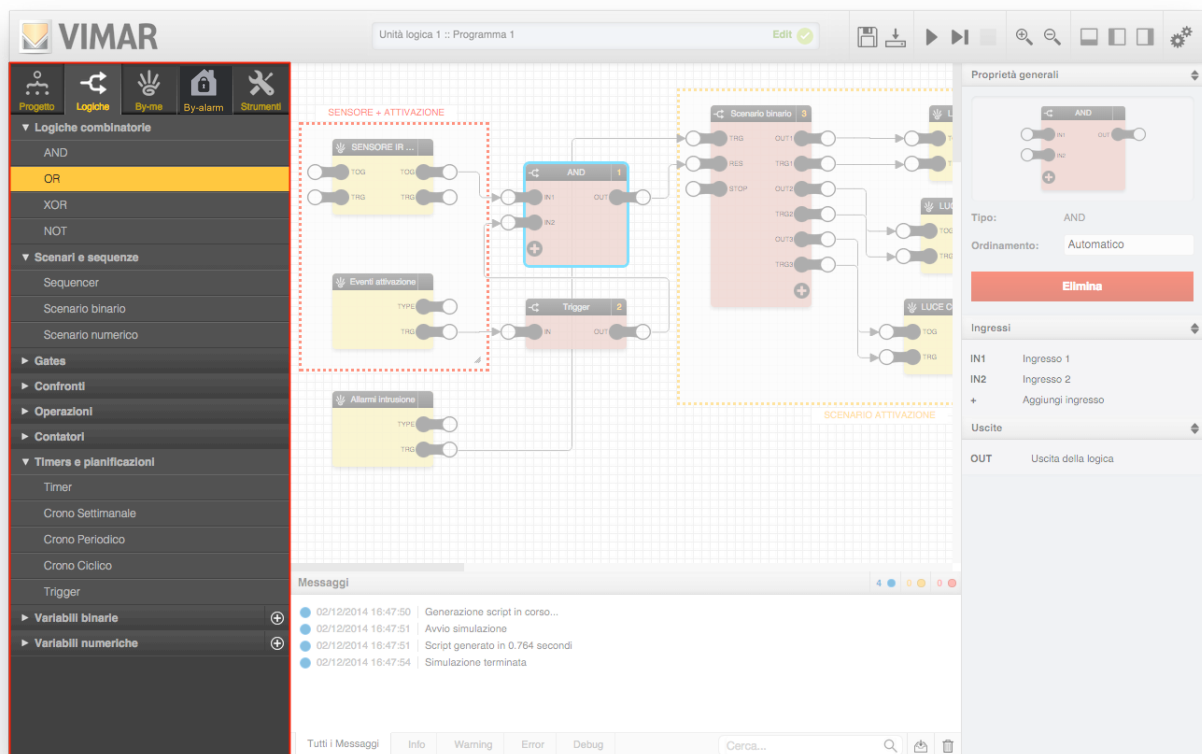 VIMAR
Unità logica 1 :: Programma 1
Edit
Progetto
Logiche
By-me
By-alarm
Strumenti
Logiche combinatorie
AND
OR
XOR
NOT
Scenari e sequenze
Sequencer
Scenario binario
Scenario numerico
Gates
Confronti
Operazioni
Contatori
Timers e pianificazioni
Timer
Crono Settimanale
Crono Periodico
Crono Ciclico
Trigger
Variabili binarie
Variabili numeriche
SENSORE + ATTIVAZIONE
SENSORE IR ...
TOG TOG
TRG TRG
Eventi attivazione
TYPE
TRG
Allarmi intrusione
TYPE
TRG
AND 1
IN1 OUT
IN2
Trigger 2
IN OUT
Scenario binario 3
TRG OUT1
RES TRG1
STOP OUT2
TRG2
OUT3
TRG3
LUCE
TOG
TRG
LUCE C
TOG
TRG
SCENARIO ATTIVAZIONE
Messaggi
4 0 0
02/12/2014 16:47:50 Generazione script in corso...
02/12/2014 16:47:51 Avvio simulazione
02/12/2014 16:47:51 Script generato in 0.764 secondi
02/12/2014 16:47:54 Simulazione terminata
Tutti i Messaggi
Info
Warning
Error
Debug
Cerca...
Proprietà generali
AND
IN1 OUT
IN2
Tipo: AND
Ordinamento: Automatico
Elimina
Ingressi
IN1 Ingresso 1
IN2 Ingresso 2
+ Aggiungi ingresso
Uscite
OUT Uscita della logica